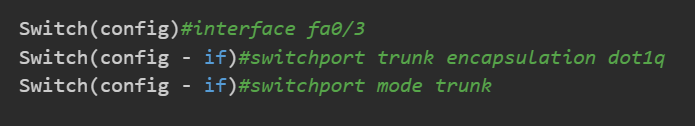 Switch(config)#interface fa0/3
Switch(config - if)#switchport trunk encapsulation dot1q
Switch(config - if)#switchport mode trunk